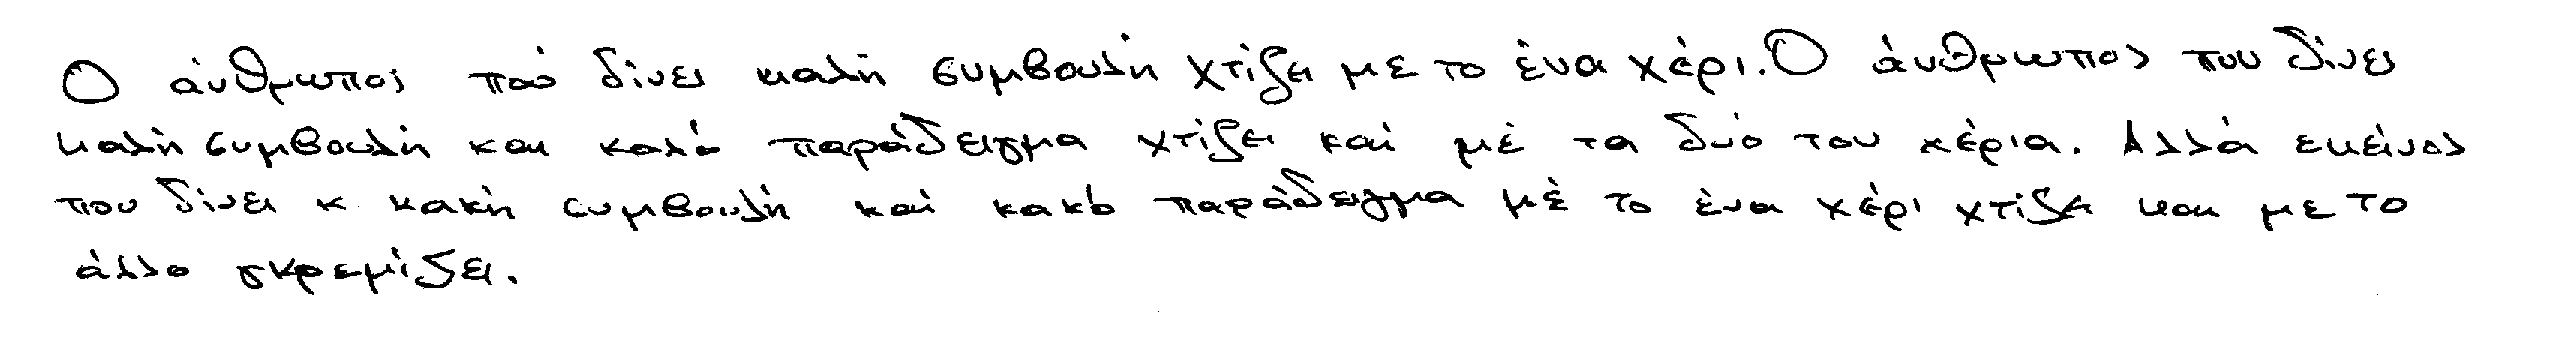 Ο άνθρωπος πού δίνει καλή συμβουλή χτίζει με το ένα χέρι. Ο άνθρωπος που δίνει
καλή συμβουλή και καλό παράδειγμα χτίζει καί μέ τα δυό του χέρια. Αλλά εκείνος
που δίνει κ κακή συμβουλή καί κακό παράδειγμα μέ το ένα χέρι χτίζει και με το
άλλο γκρεμίζει.